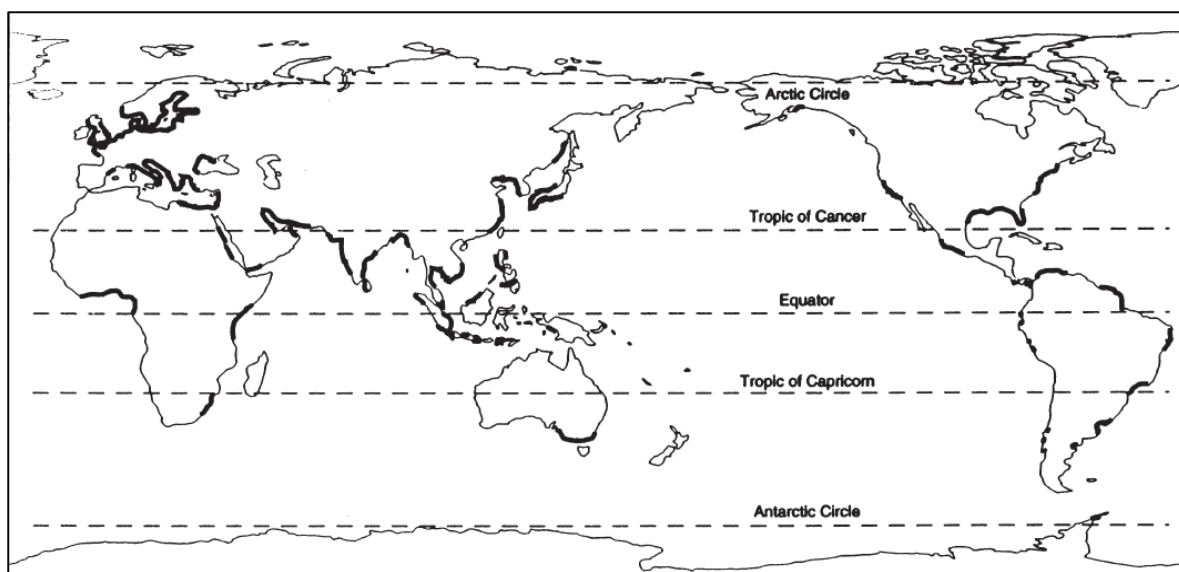 Arctic Circle
Tropic of Cancer
Equator
Tropic of Capricorn
Antarctic Circle